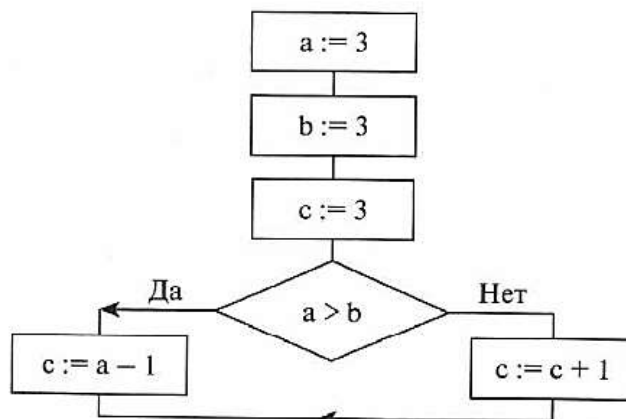 a := 3
b := 3
c := 3
Да
a > b
Нет
c := a – 1
c := c + 1